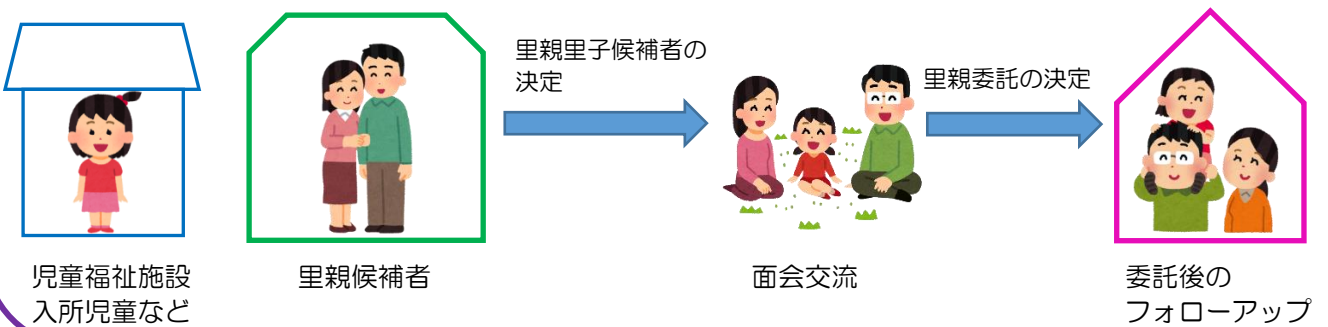 里親里子候補者の
決定
里親委託の決定
児童福祉施設
入所児童など
里親候補者
面会交流
委託後の
フォローアップ